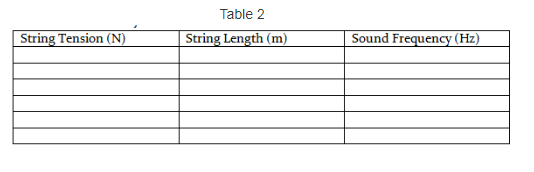 Table 2
String Tension (N) String Length (m) Sound Frequency (Hz)